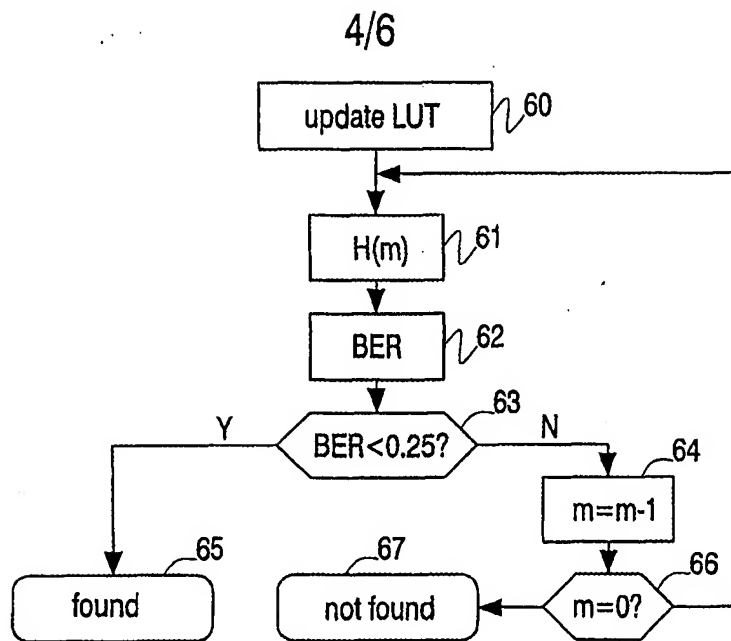 4/6
update LUT
60
H(m)
61
BER
62
63
Y
BER<0.25?
N
64
m=m-1
65
67
66
found
not found
m=0?